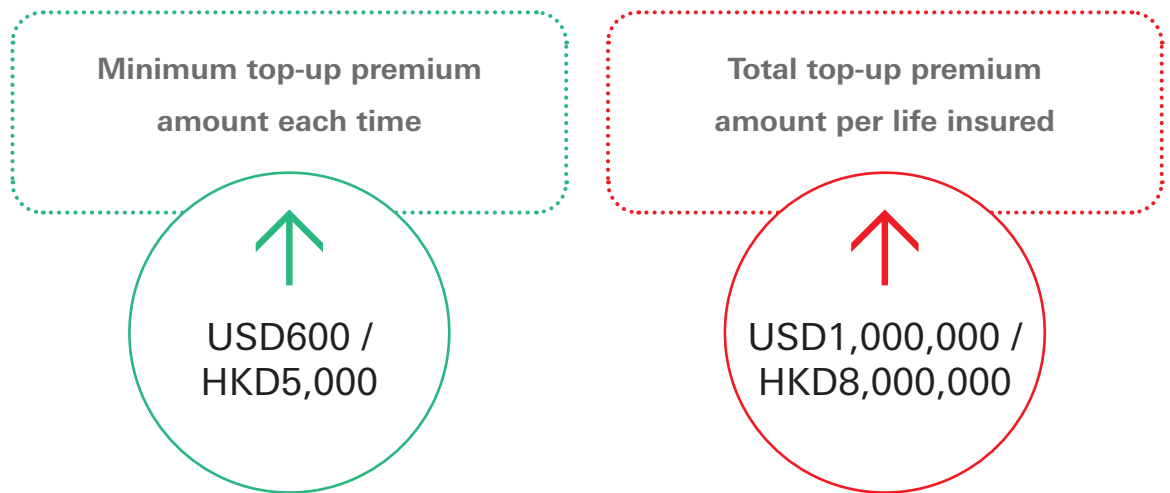 Minimum top-up premium
amount each time
USD600 /
HKD5,000
Total top-up premium
amount per life insured
USD1,000,000 /
HKD8,000,000